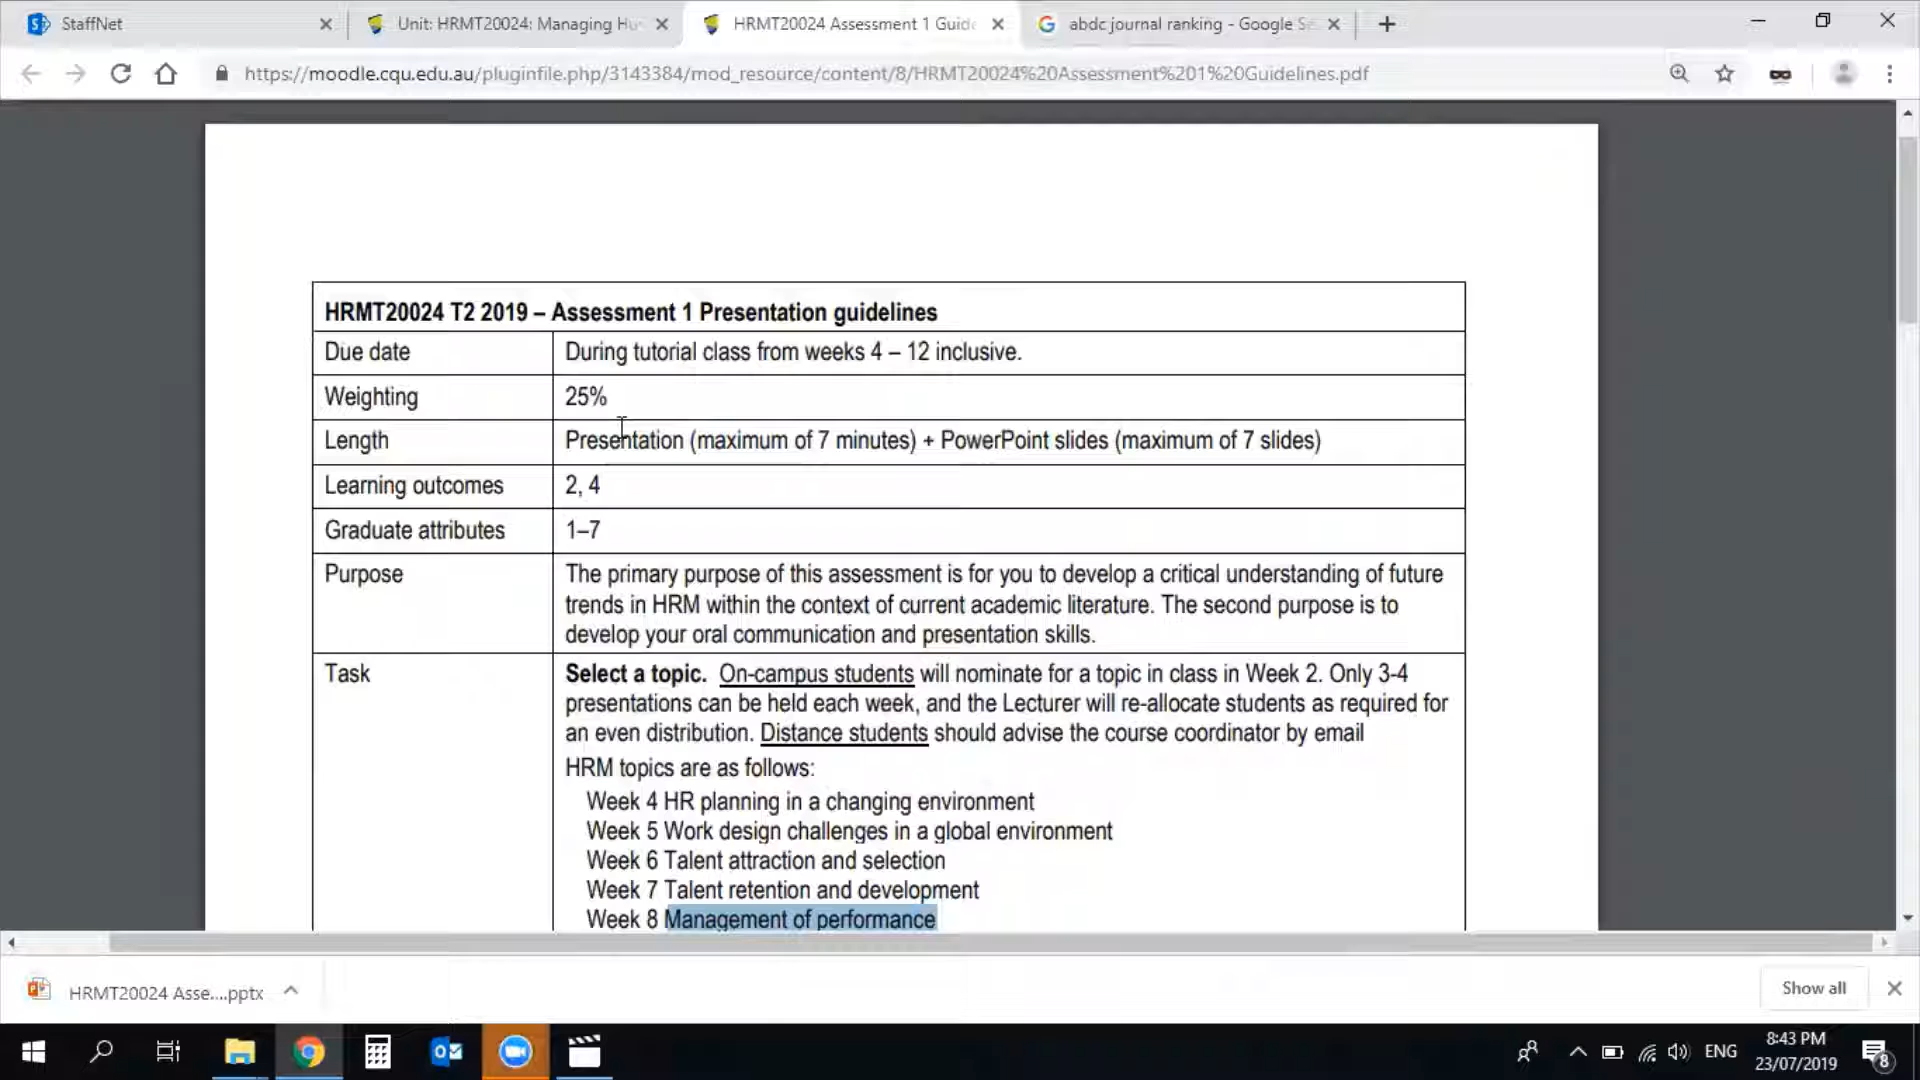 StaffNet
Unit: HRMT20024: Managing Hu
HRMT20024 Assessment 1 Guide
abdc journal ranking - Google Se
https://moodle.cqu.edu.au/pluginfile.php/3143384/mod_resource/content/8/HRMT20024%20Assessment%201%20Guidelines.pdf
HRMT20024 T2 2019 – Assessment 1 Presentation guidelines
Due date During tutorial class from weeks 4 – 12 inclusive.
Weighting 25%
Length Presentation (maximum of 7 minutes) + PowerPoint slides (maximum of 7 slides)
Learning outcomes 2, 4
Graduate attributes 1–7
Purpose The primary purpose of this assessment is for you to develop a critical understanding of future
trends in HRM within the context of current academic literature. The second purpose is to
develop your oral communication and presentation skills.
Task Select a topic. On-campus students will nominate for a topic in class in Week 2. Only 3-4
presentations can be held each week, and the Lecturer will re-allocate students as required for
an even distribution. Distance students should advise the course coordinator by email
HRM topics are as follows:
Week 4 HR planning in a changing environment
Week 5 Work design challenges in a global environment
Week 6 Talent attraction and selection
Week 7 Talent retention and development
Week 8 Management of performance
HRMT20024 Asse....pptx
Show all
ENG
8:43 PM
23/07/2019
8